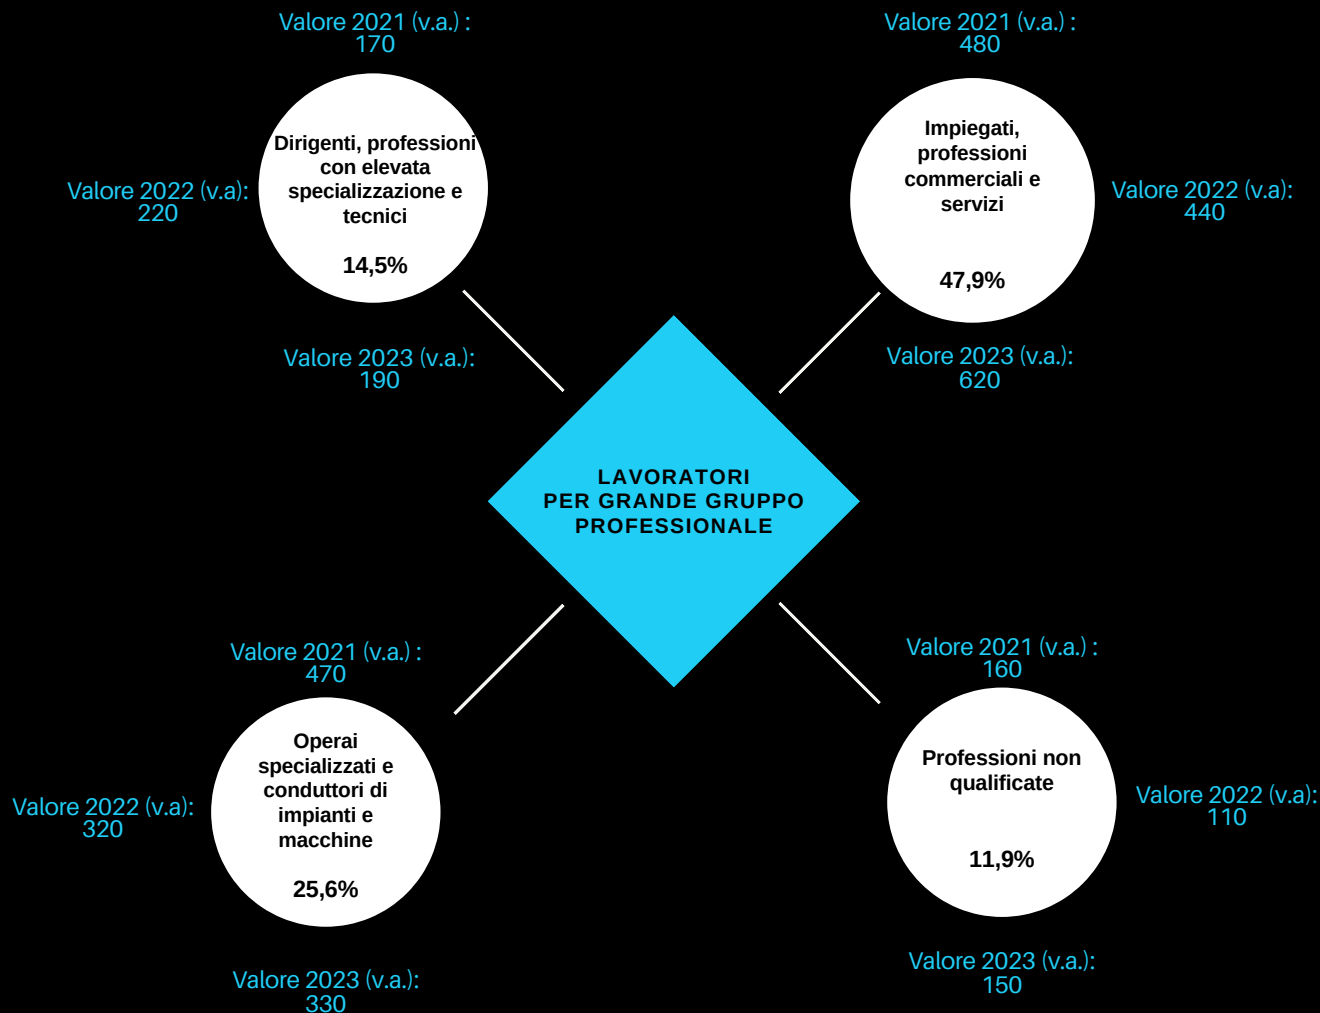 Valore 2021 (v.a.) :
170
Dirigenti, professioni
con elevata
specializzazione e
tecnici
14,5%
Valore 2022 (v.a):
220
Valore 2023 (v.a.):
190
Valore 2021 (v.a.) :
480
Impiegati,
professioni
commerciali e
servizi
47,9%
Valore 2022 (v.a):
440
Valore 2023 (v.a.):
620
LAVORATORI
PER GRANDE GRUPPO
PROFESSIONALE
Valore 2021 (v.a.) :
470
Operai
specializzati e
conduttori di
impianti e
macchine
25,6%
Valore 2022 (v.a):
320
Valore 2023 (v.a.):
330
Valore 2021 (v.a.) :
160
Professioni non
qualificate
11,9%
Valore 2022 (v.a):
110
Valore 2023 (v.a.):
150